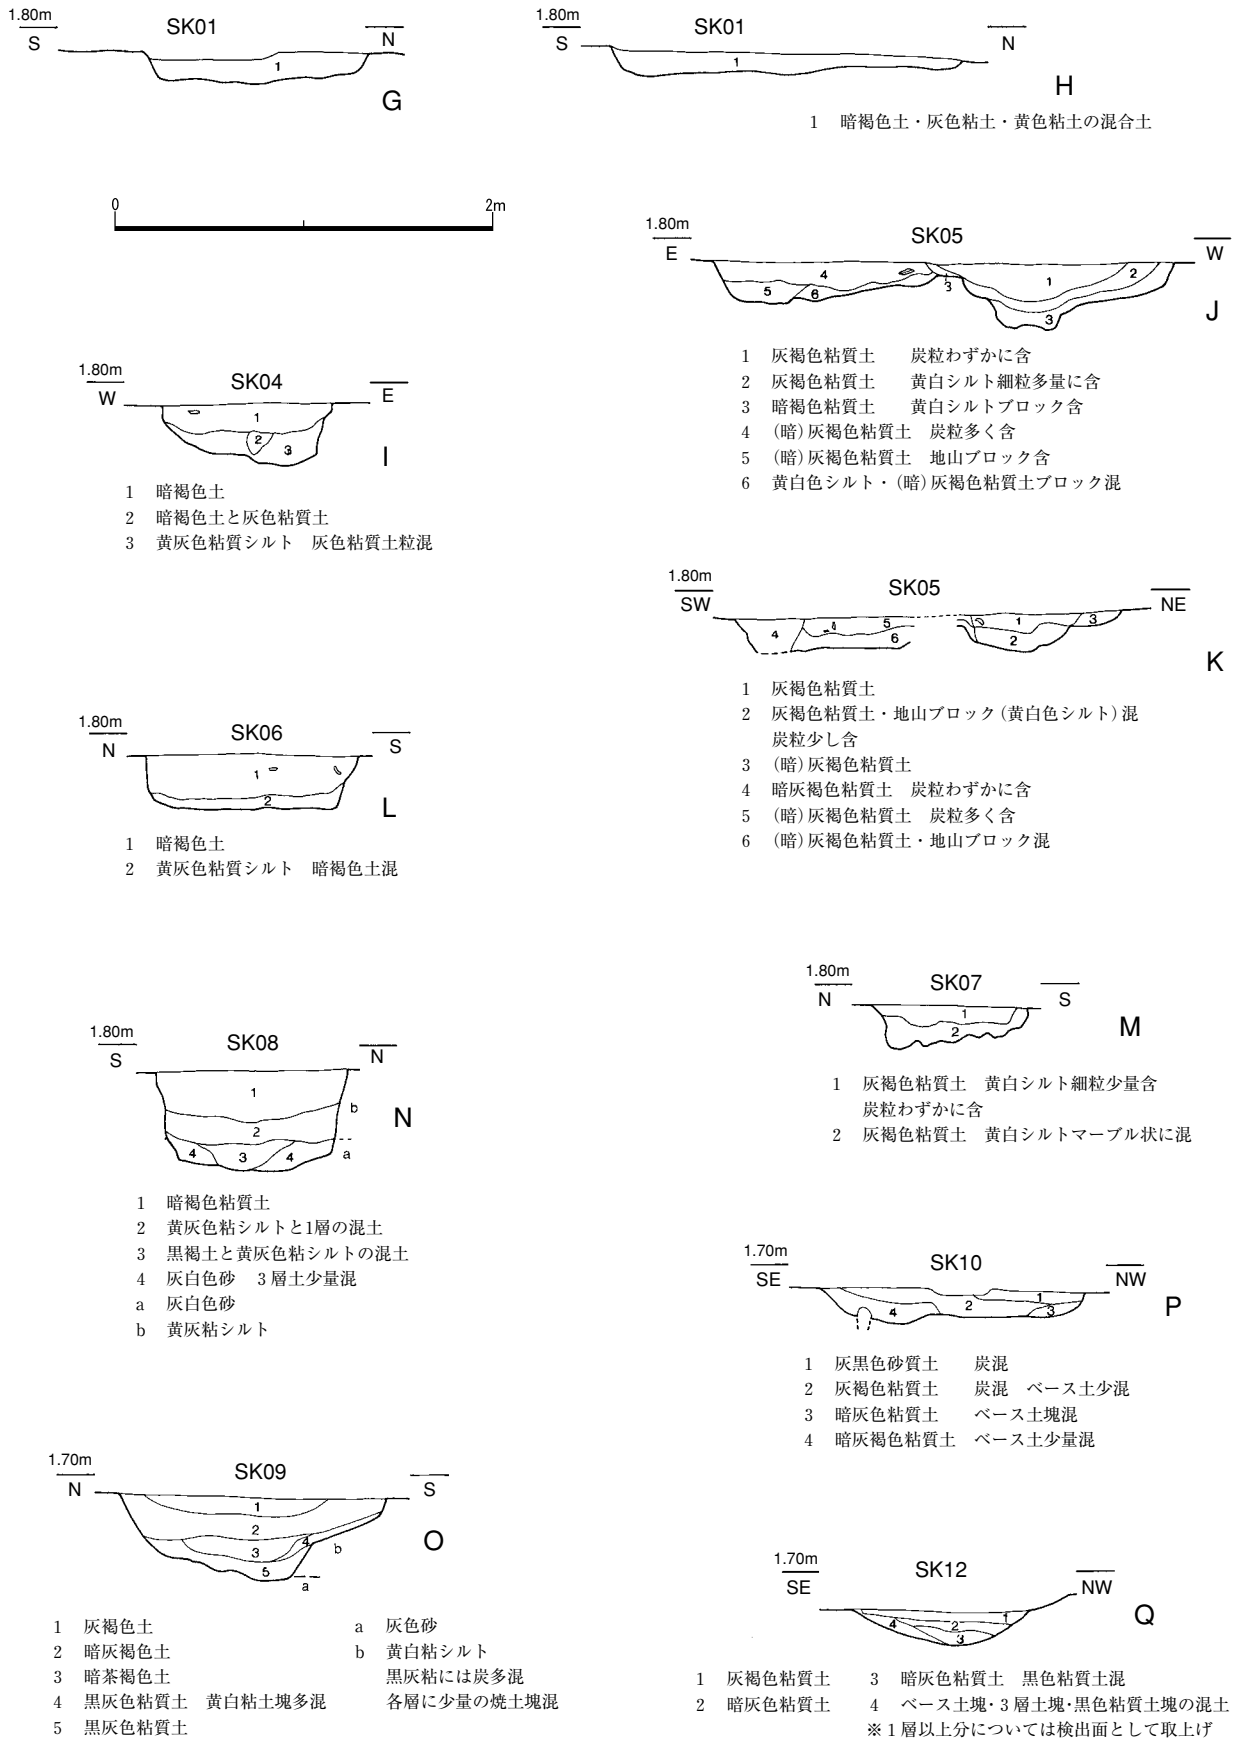 1.80m SK01
S N
1
G
1.80m SK01
S N
1
H
1 暗褐色土・灰色粘土・黄色粘土の混合土
0 2m
1.80m SK05
E W
4 5 6 3 1 2 3
J
1 灰褐色粘質土 炭粒わずかに含
2 灰褐色粘質土 黄白シルト細粒多量に含
3 暗褐色粘質土 黄白シルトブロック含
4 (暗)灰褐色粘質土 炭粒多く含
5 (暗)灰褐色粘質土 地山ブロック含
6 黄白色シルト・(暗)灰褐色粘質土ブロック混
1.80m SK04
W E
1
2 3
I
1 暗褐色土
2 暗褐色土と灰色粘質土
3 黄灰色粘質シルト 灰色粘質土粒混
1.80m SK05
SW NE
4 5 6 1 2 3
K
1 灰褐色粘質土
2 灰褐色粘質土・地山ブロック(黄白色シルト)混
炭粒少し含
3 (暗)灰褐色粘質土
4 暗灰褐色粘質土 炭粒わずかに含
5 (暗)灰褐色粘質土 炭粒多く含
6 (暗)灰褐色粘質土・地山ブロック混
1.80m SK06
N S
1
2
L
1 暗褐色土
2 黄灰色粘質シルト 暗褐色土混
1.80m SK07
N S
1
2
M
1 灰褐色粘質土 黄白シルト細粒少量含
炭粒わずかに含
2 灰褐色粘質土 黄白シルトマーブル状に混
1.80m SK08
S N
1
b
2
4 3 4 a
N
1 暗褐色粘質土
2 黄灰色粘シルトと1層の混土
3 黒褐土と黄灰色粘シルトの混土
4 灰白色砂 3層土少量混
a 灰白色砂
b 黄灰粘シルト
1.70m SK10
SE NW
4 2 1 3
P
1 灰黒色砂質土 炭混
2 灰褐色粘質土 炭混 ベース土少混
3 暗灰色粘質土 ベース土塊混
4 暗灰褐色粘質土 ベース土少量混
1.70m SK09
N S
1
2
3 4 b
5
a
O
1 灰褐色土
2 暗灰褐色土
3 暗茶褐色土
4 黒灰色粘質土 黄白粘土塊多混
5 黒灰色粘質土
a 灰色砂
b 黄白粘シルト
黒灰粘には炭多混
各層に少量の焼土塊混
1.70m SK12
SE NW
1
4 2
3
Q
1 灰褐色粘質土
2 暗灰色粘質土
3 暗灰色粘質土 黒色粘質土混
4 ベース土塊・3層土塊・黒色粘質土塊の混土
※1層以上分については検出面として取上げ